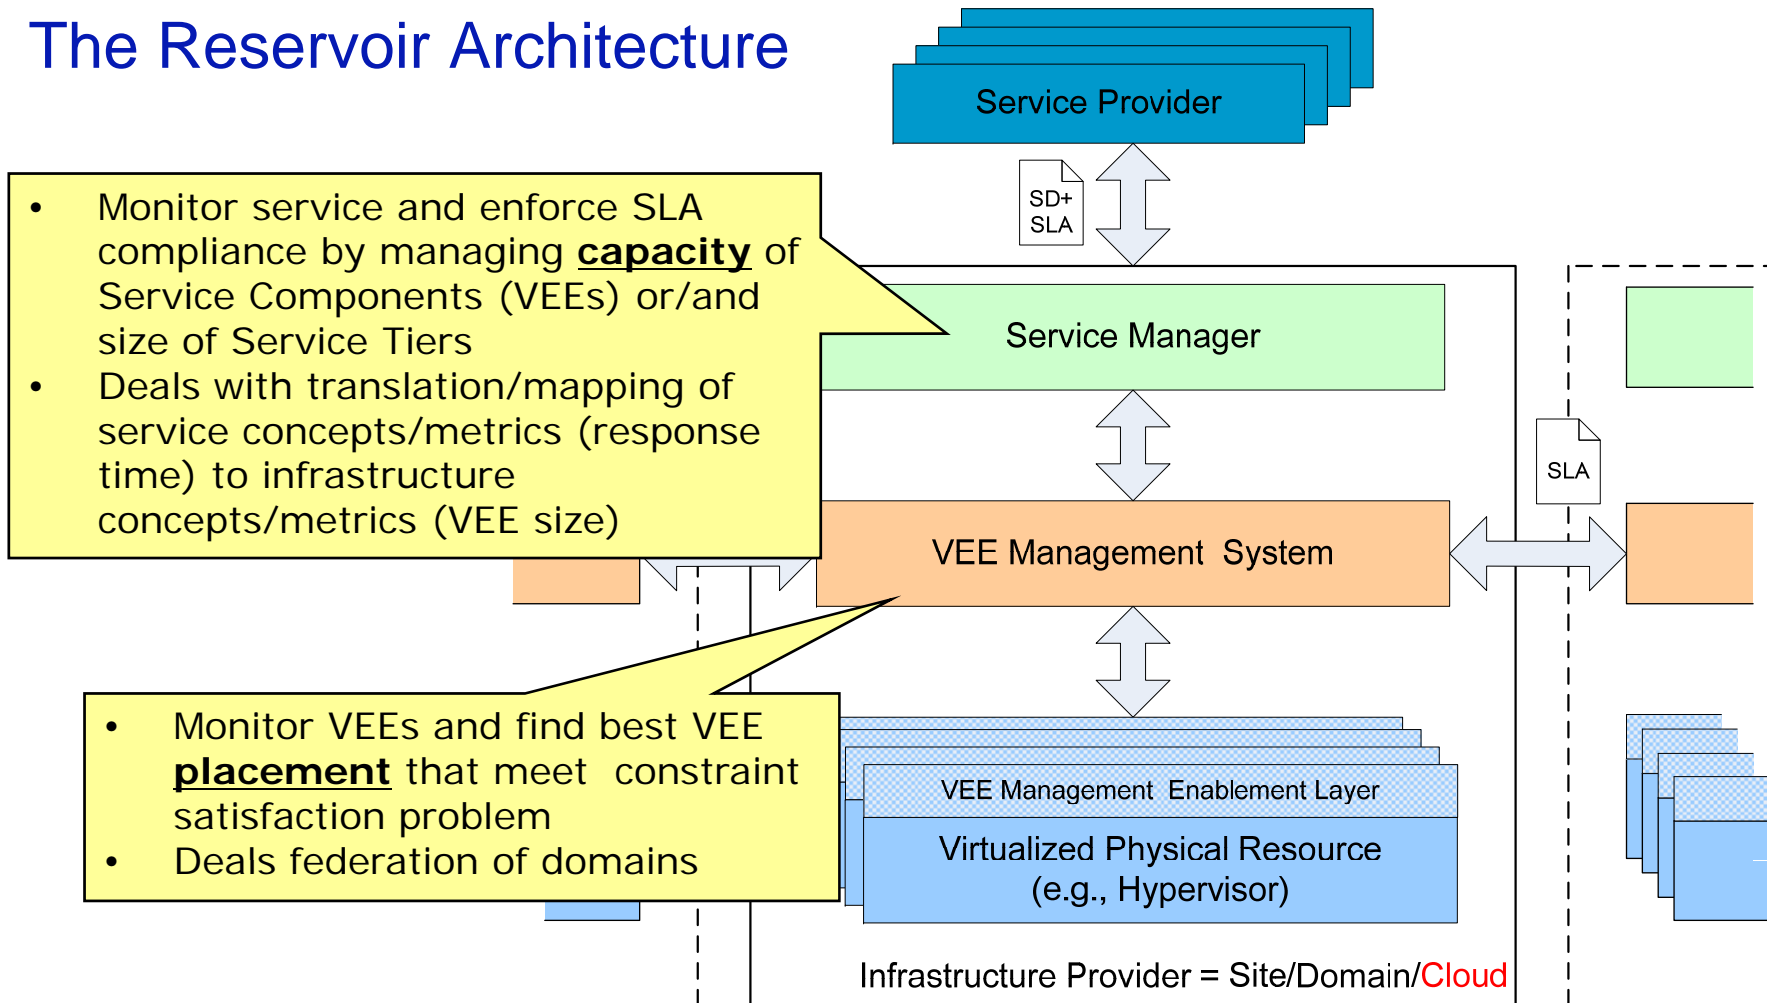 The Reservoir Architecture
Service Provider
SD+
SLA
• Monitor service and enforce SLA
compliance by managing capacity of
Service Components (VEEs) or/and
size of Service Tiers
• Deals with translation/mapping of
service concepts/metrics (response
time) to infrastructure
concepts/metrics (VEE size)
Service Manager
SLA
VEE Management System
• Monitor VEEs and find best VEE
placement that meet constraint
satisfaction problem
• Deals federation of domains
VEE Management Enablement Layer
Virtualized Physical Resource
(e.g., Hypervisor)
Infrastructure Provider = Site/Domain/Cloud